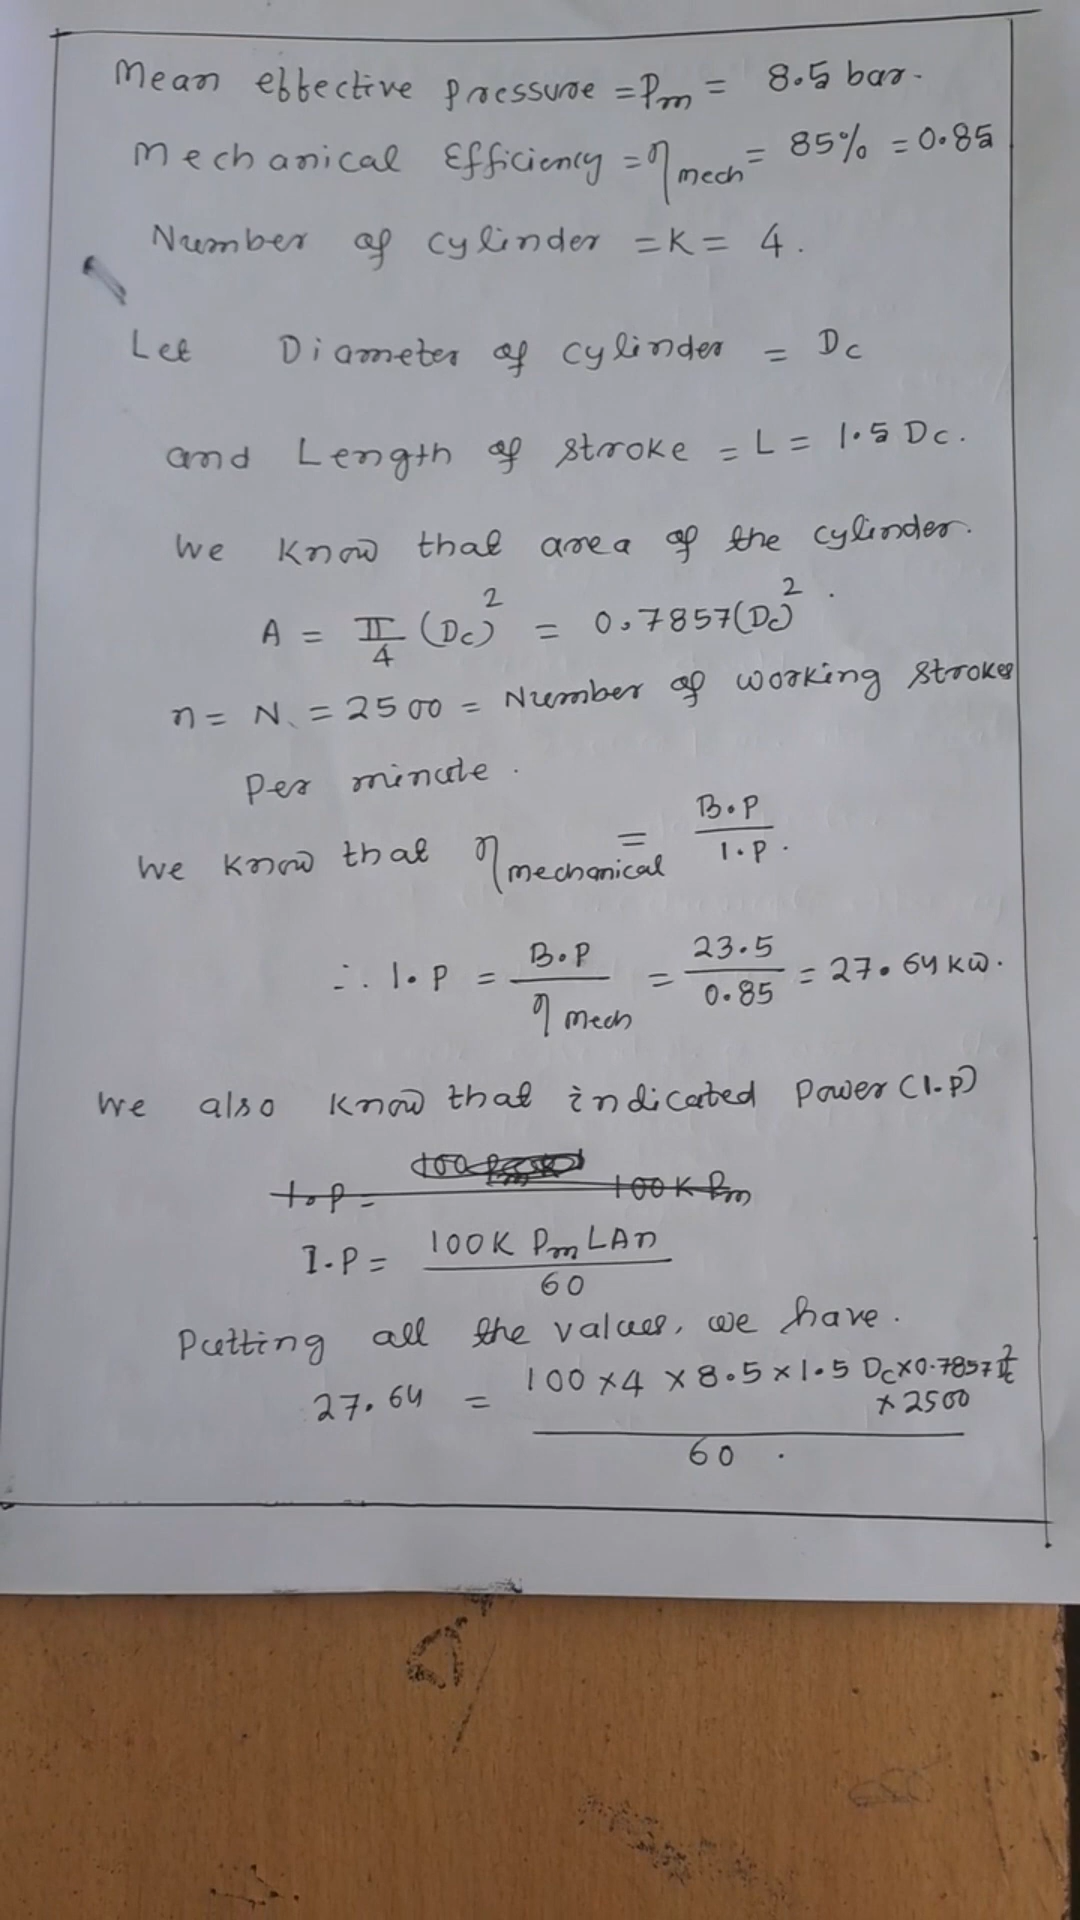 Mean effective pressure = Pm = 8.5 bar.
Mechanical Efficiency = η mech = 85% = 0.85
Number of cylinder = K = 4.
Let Diameter of cylinder = Dc
and Length of stroke = L = 1.5 Dc.
We know that area of the cylinder.
A = π/4 (Dc)² = 0.7857(Dc)².
n = N = 2500 = Number of working strokes
Per minute.
We know that η mechanical = B.P/I.P.
∴ I.P = B.P/η Mech = 23.5/0.85 = 27.64 kw.
We also know that indicated Power (I.P)
I.P = 100 K Pm
I.P = 100K Pm LAn/60
Putting all the values, we have.
27.64 = 100 x 4 x 8.5 x 1.5 Dc x 0.7857 Dc² x 2500/60.